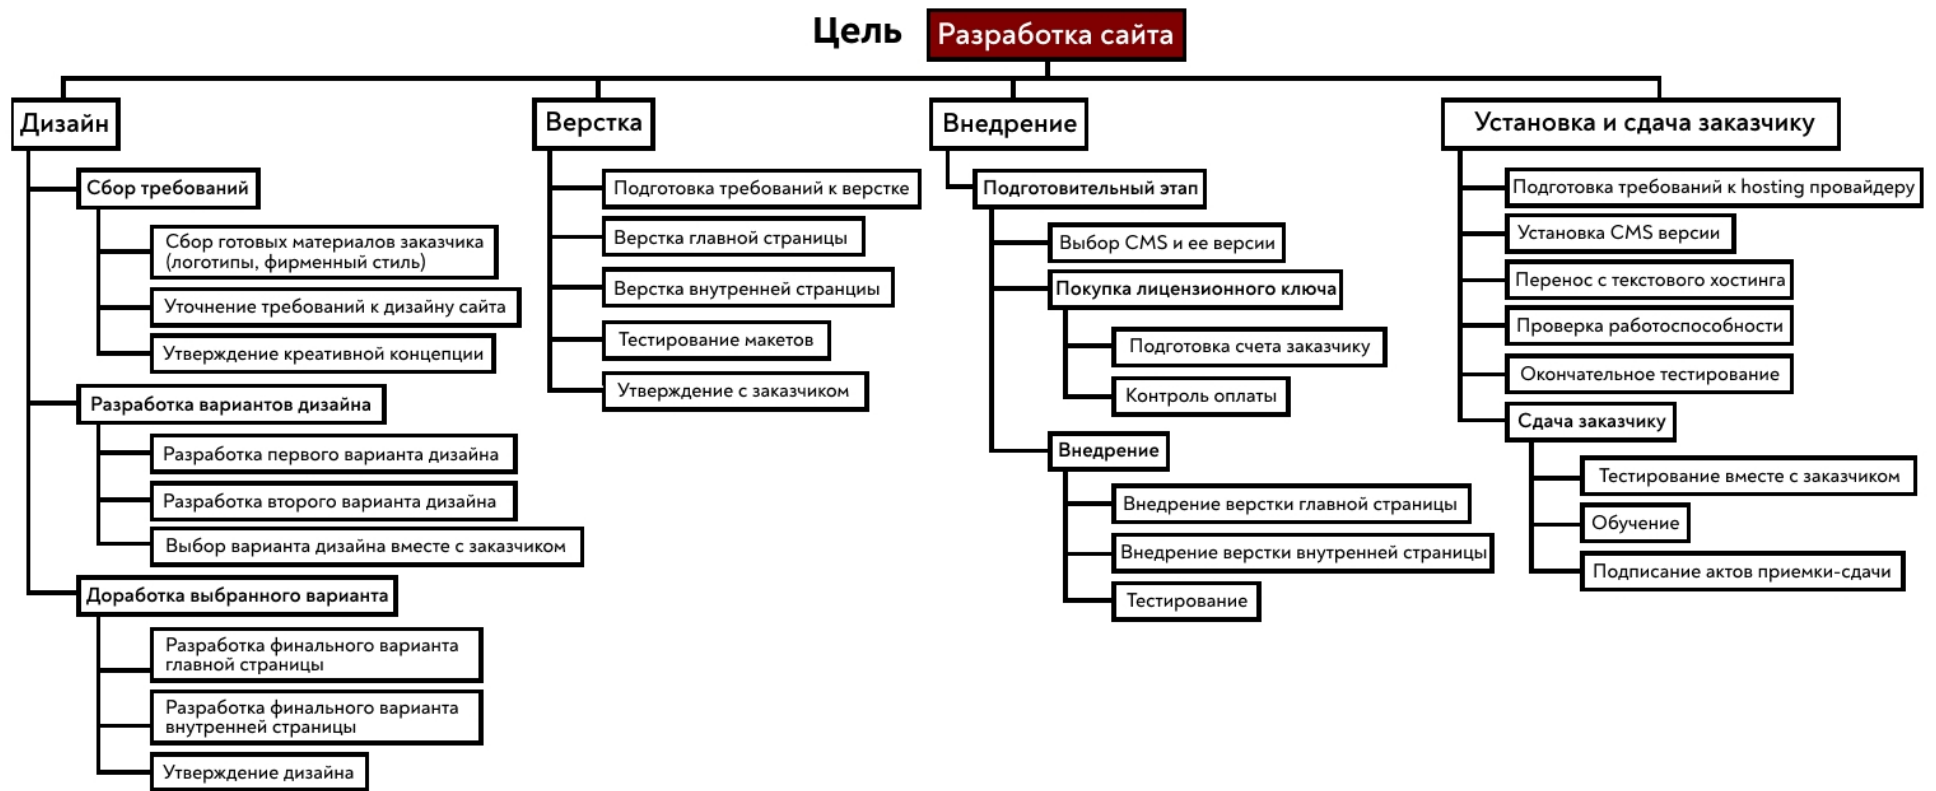 Цель
Разработка сайта
Дизайн
Сбор требований
Сбор готовых материалов заказчика
(логотипы, фирменный стиль)
Уточнение требований к дизайну сайта
Утверждение креативной концепции
Разработка вариантов дизайна
Разработка первого варианта дизайна
Разработка второго варианта дизайна
Выбор варианта дизайна вместе с заказчиком
Доработка выбранного варианта
Разработка финального варианта
главной страницы
Разработка финального варианта
внутренней страницы
Утверждение дизайна
Верстка
Подготовка требований к верстке
Верстка главной страницы
Верстка внутренней странциы
Тестирование макетов
Утверждение с заказчиком
Внедрение
Подготовительный этап
Выбор CMS и ее версии
Покупка лицензионного ключа
Подготовка счета заказчику
Контроль оплаты
Внедрение
Внедрение верстки главной страницы
Внедрение верстки внутренней страницы
Тестирование
Установка и сдача заказчику
Подготовка требований к hosting провайдеру
Установка CMS версии
Перенос с текстового хостинга
Проверка работоспособности
Окончательное тестирование
Сдача заказчику
Тестирование вместе с заказчиком
Обучение
Подписание актов приемки-сдачи